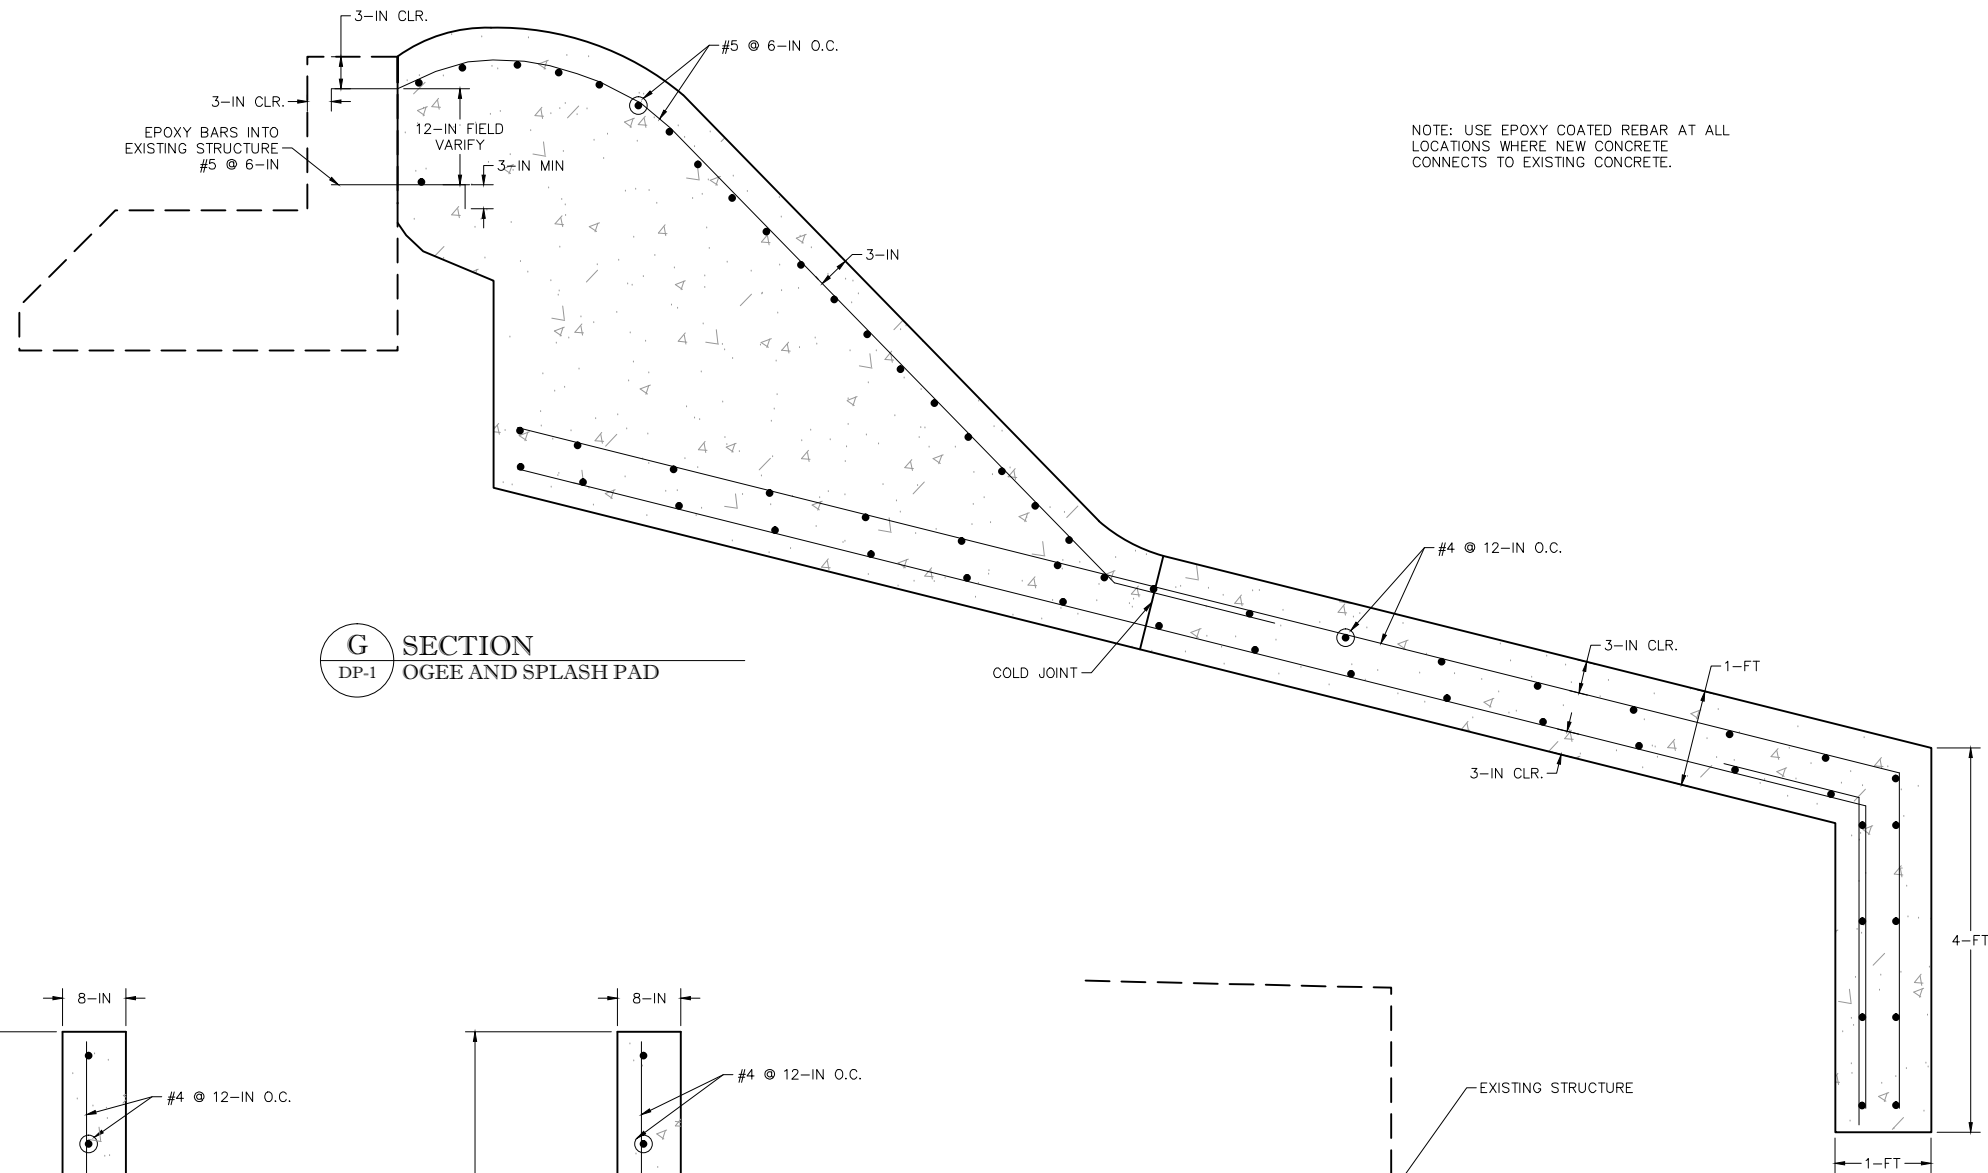 3-IN CLR.
#5 @ 6-IN O.C.
3-IN CLR.
12-IN FIELD
VARIFY
EPOXY BARS INTO
EXISTING STRUCTURE
#5 @ 6-IN
3-IN MIN
NOTE: USE EPOXY COATED REBAR AT ALL
LOCATIONS WHERE NEW CONCRETE
CONNECTS TO EXISTING CONCRETE.
3-IN
#4 @ 12-IN O.C.
G
SECTION
DP-1
OGEE AND SPLASH PAD
COLD JOINT
3-IN CLR.
1-FT
3-IN CLR.
4-FT
8-IN
8-IN
#4 @ 12-IN O.C.
#4 @ 12-IN O.C.
EXISTING STRUCTURE
1-FT